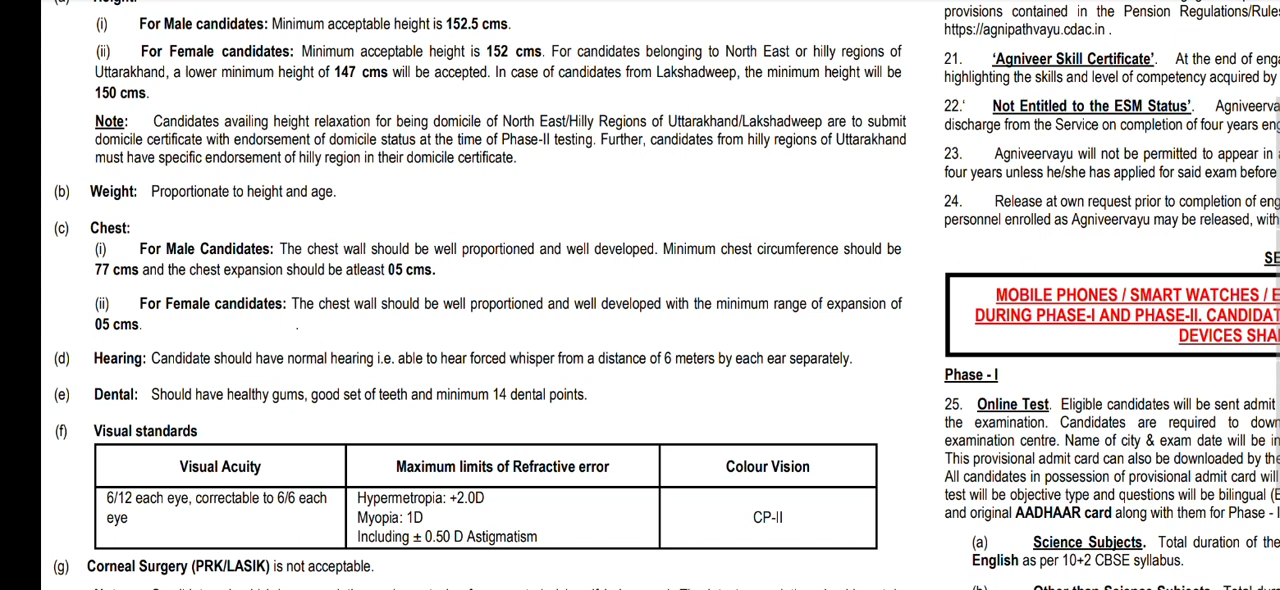 (i) For Male candidates: Minimum acceptable height is 152.5 cms.
(ii) For Female candidates: Minimum acceptable height is 152 cms. For candidates belonging to North East or hilly regions of
Uttarakhand, a lower minimum height of 147 cms will be accepted. In case of candidates from Lakshadweep, the minimum height will be
150 cms.
Note: Candidates availing height relaxation for being domicile of North East/Hilly Regions of Uttarakhand/Lakshadweep are to submit
domicile certificate with endorsement of domicile status at the time of Phase-II testing. Further, candidates from hilly regions of Uttarakhand
must have specific endorsement of hilly region in their domicile certificate.
(b) Weight: Proportionate to height and age.
(c) Chest:
(i) For Male Candidates: The chest wall should be well proportioned and well developed. Minimum chest circumference should be
77 cms and the chest expansion should be atleast 05 cms.
(ii) For Female candidates: The chest wall should be well proportioned and well developed with the minimum range of expansion of
05 cms.
(d) Hearing: Candidate should have normal hearing i.e. able to hear forced whisper from a distance of 6 meters by each ear separately.
(e) Dental: Should have healthy gums, good set of teeth and minimum 14 dental points.
(f) Visual standards
Visual Acuity Maximum limits of Refractive error Colour Vision
6/12 each eye, correctable to 6/6 each
eye
Hypermetropia: +2.0D
Myopia: 1D
Including ± 0.50 D Astigmatism
CP-II
(g) Corneal Surgery (PRK/LASIK) is not acceptable.
provisions contained in the Pension Regulations/Rules
https://agnipathvayu.cdac.in .
21. 'Agniveer Skill Certificate'. At the end of
highlighting the skills and level of competency acquired by
22.' Not Entitled to the ESM Status'.
discharge from the Service on completion of four years
23. Agniveervayu will not be permitted to appear in
four years unless he/she has applied for said exam before
24. Release at own request prior to completion of
personnel enrolled as Agniveervayu may be released, with
SE
MOBILE PHONES / SMART WATCHES /
DURING PHASE-I AND PHASE-II.
DEVICES
Phase - I
25. Online Test. Eligible candidates will be sent admit
the examination. Candidates are required to
examination centre. Name of city & exam date will be
This provisional admit card can also be downloaded by
All candidates in possession of provisional admit card will
test will be objective type and questions will be bilingual
and original AADHAAR card along with them for Phase -
(a) Science Subjects. Total duration of the
English as per 10+2 CBSE syllabus.